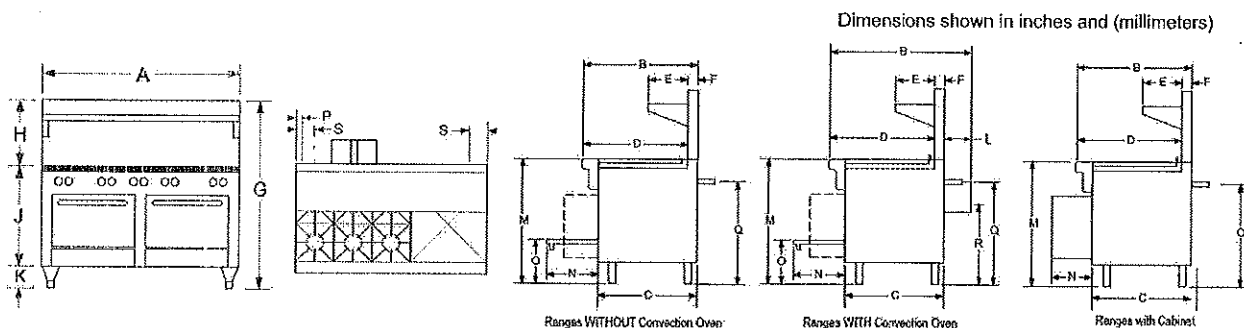 Dimensions shown in inches and (millimeters)
A
H
J
K
G
P
S
S
B
E
F
D
M
Q
O
N
C
Ranges WITHOUT Convection Oven
B
E
F
D
L
M
Q
R
O
N
C
Ranges WITH Convection Oven
B
E
F
D
M
Q
N
C
Ranges with Cabinet